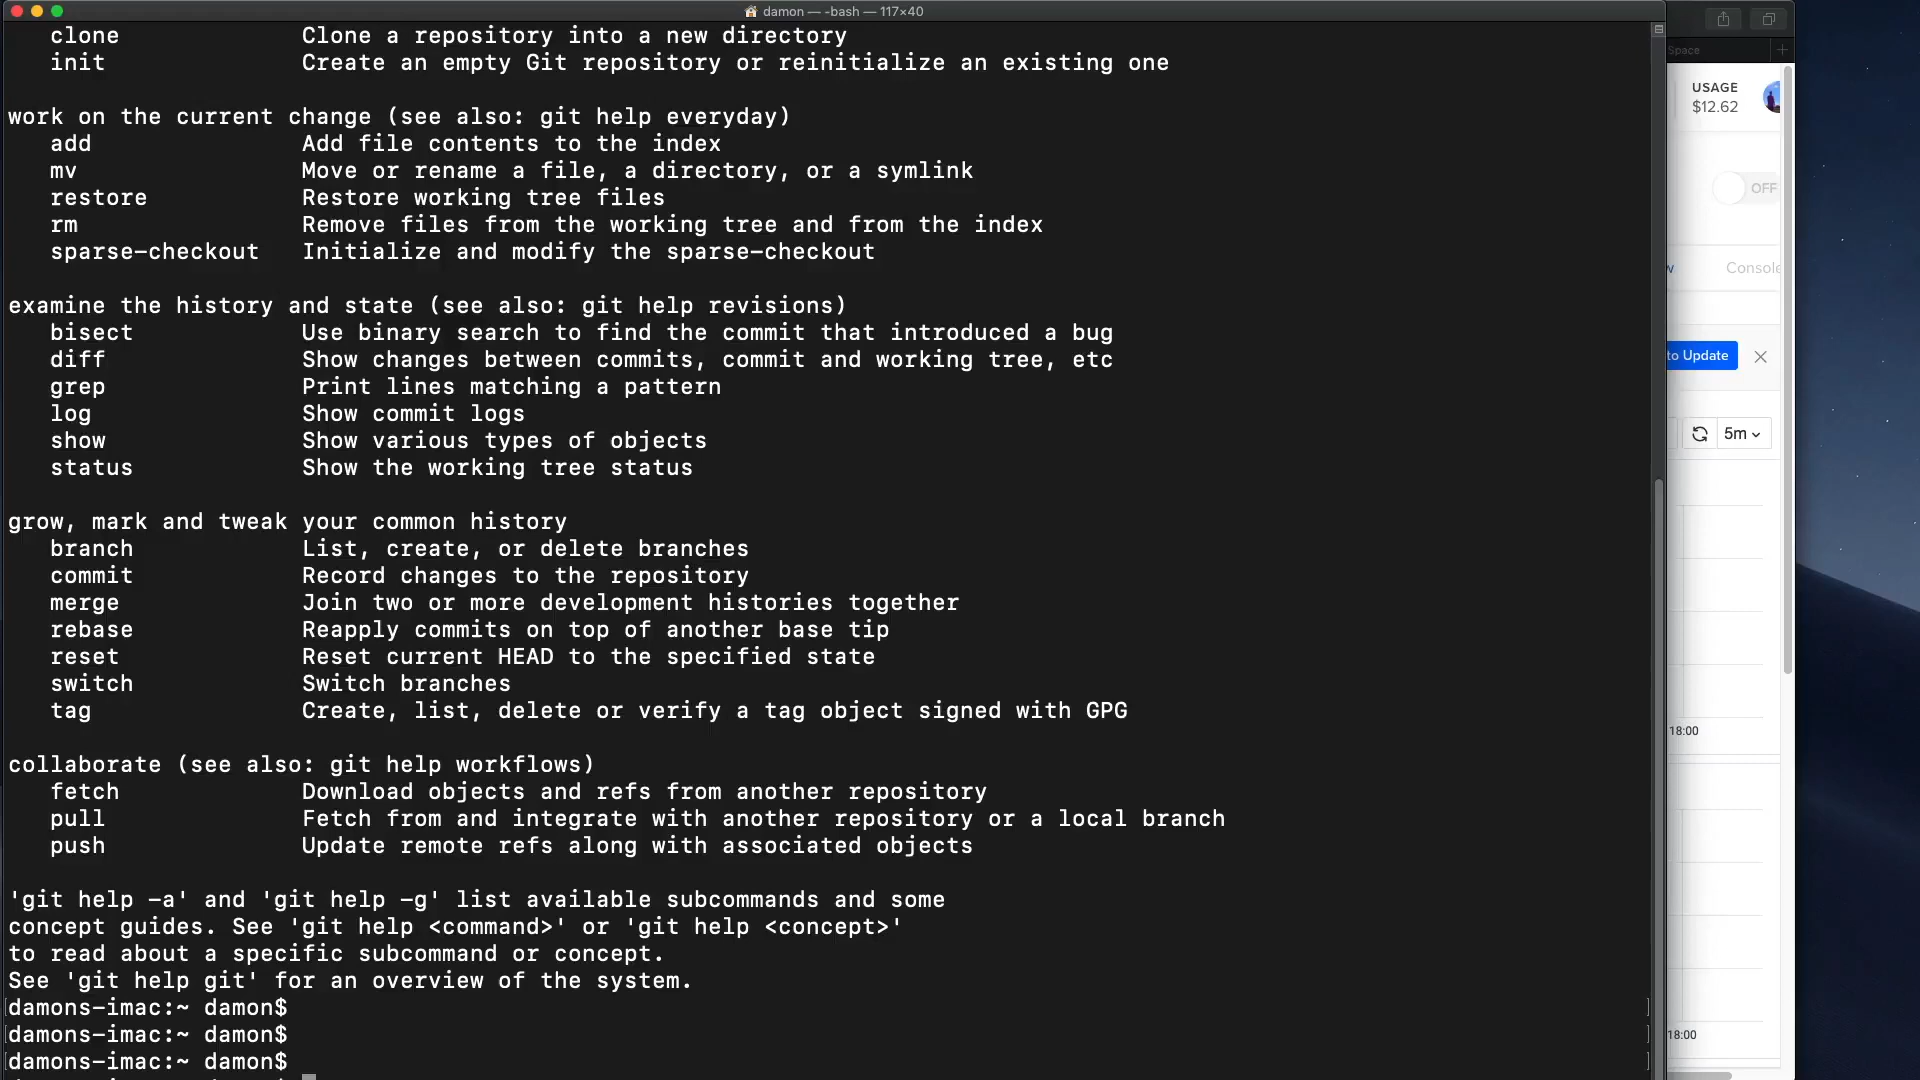 damon — -bash — 117×40
clone Clone a repository into a new directory
init Create an empty Git repository or reinitialize an existing one
work on the current change (see also: git help everyday)
add Add file contents to the index
mv Move or rename a file, a directory, or a symlink
restore Restore working tree files
rm Remove files from the working tree and from the index
sparse-checkout Initialize and modify the sparse-checkout
examine the history and state (see also: git help revisions)
bisect Use binary search to find the commit that introduced a bug
diff Show changes between commits, commit and working tree, etc
grep Print lines matching a pattern
log Show commit logs
show Show various types of objects
status Show the working tree status
grow, mark and tweak your common history
branch List, create, or delete branches
commit Record changes to the repository
merge Join two or more development histories together
rebase Reapply commits on top of another base tip
reset Reset current HEAD to the specified state
switch Switch branches
tag Create, list, delete or verify a tag object signed with GPG
collaborate (see also: git help workflows)
fetch Download objects and refs from another repository
pull Fetch from and integrate with another repository or a local branch
push Update remote refs along with associated objects
'git help -a' and 'git help -g' list available subcommands and some
concept guides. See 'git help <command>' or 'git help <concept>'
to read about a specific subcommand or concept.
See 'git help git' for an overview of the system.
[damons-imac:~ damon$ ]
[damons-imac:~ damon$ ]
[damons-imac:~ damon$ ]
Space
USAGE
$12.62
OFF
Console
to Update
5m
18:00
18:00